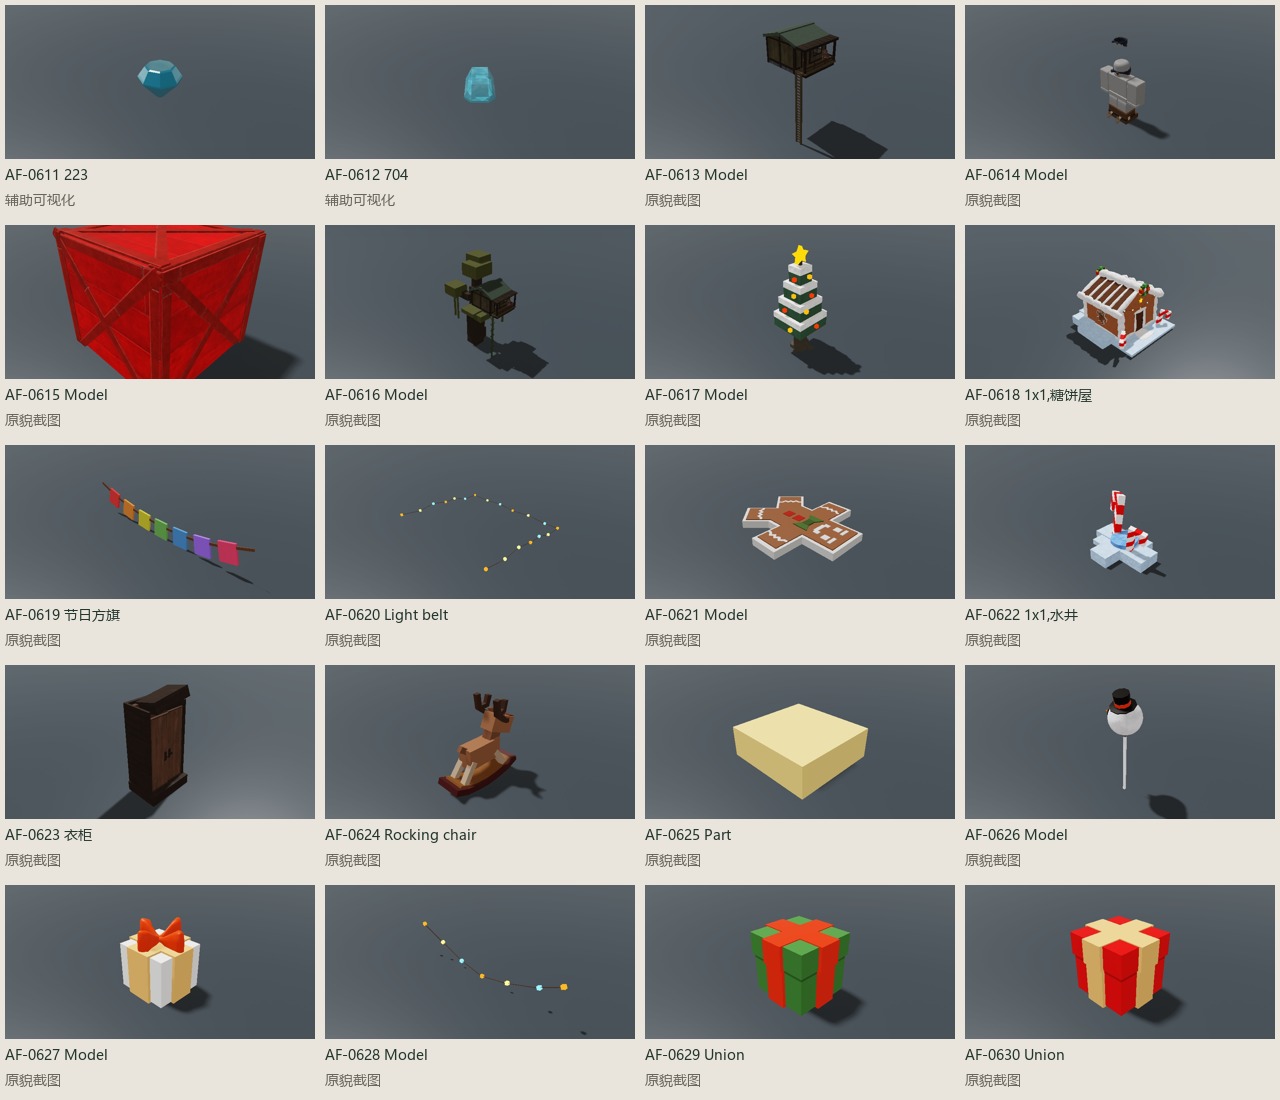 AF-0611 223
辅助可视化
AF-0612 704
辅助可视化
AF-0613 Model
原貌截图
AF-0614 Model
原貌截图
AF-0615 Model
原貌截图
AF-0616 Model
原貌截图
AF-0617 Model
原貌截图
AF-0618 1x1,糖饼屋
原貌截图
AF-0619 节日方旗
原貌截图
AF-0620 Light belt
原貌截图
AF-0621 Model
原貌截图
AF-0622 1x1,水井
原貌截图
AF-0623 衣柜
原貌截图
AF-0624 Rocking chair
原貌截图
AF-0625 Part
原貌截图
AF-0626 Model
原貌截图
AF-0627 Model
原貌截图
AF-0628 Model
原貌截图
AF-0629 Union
原貌截图
AF-0630 Union
原貌截图